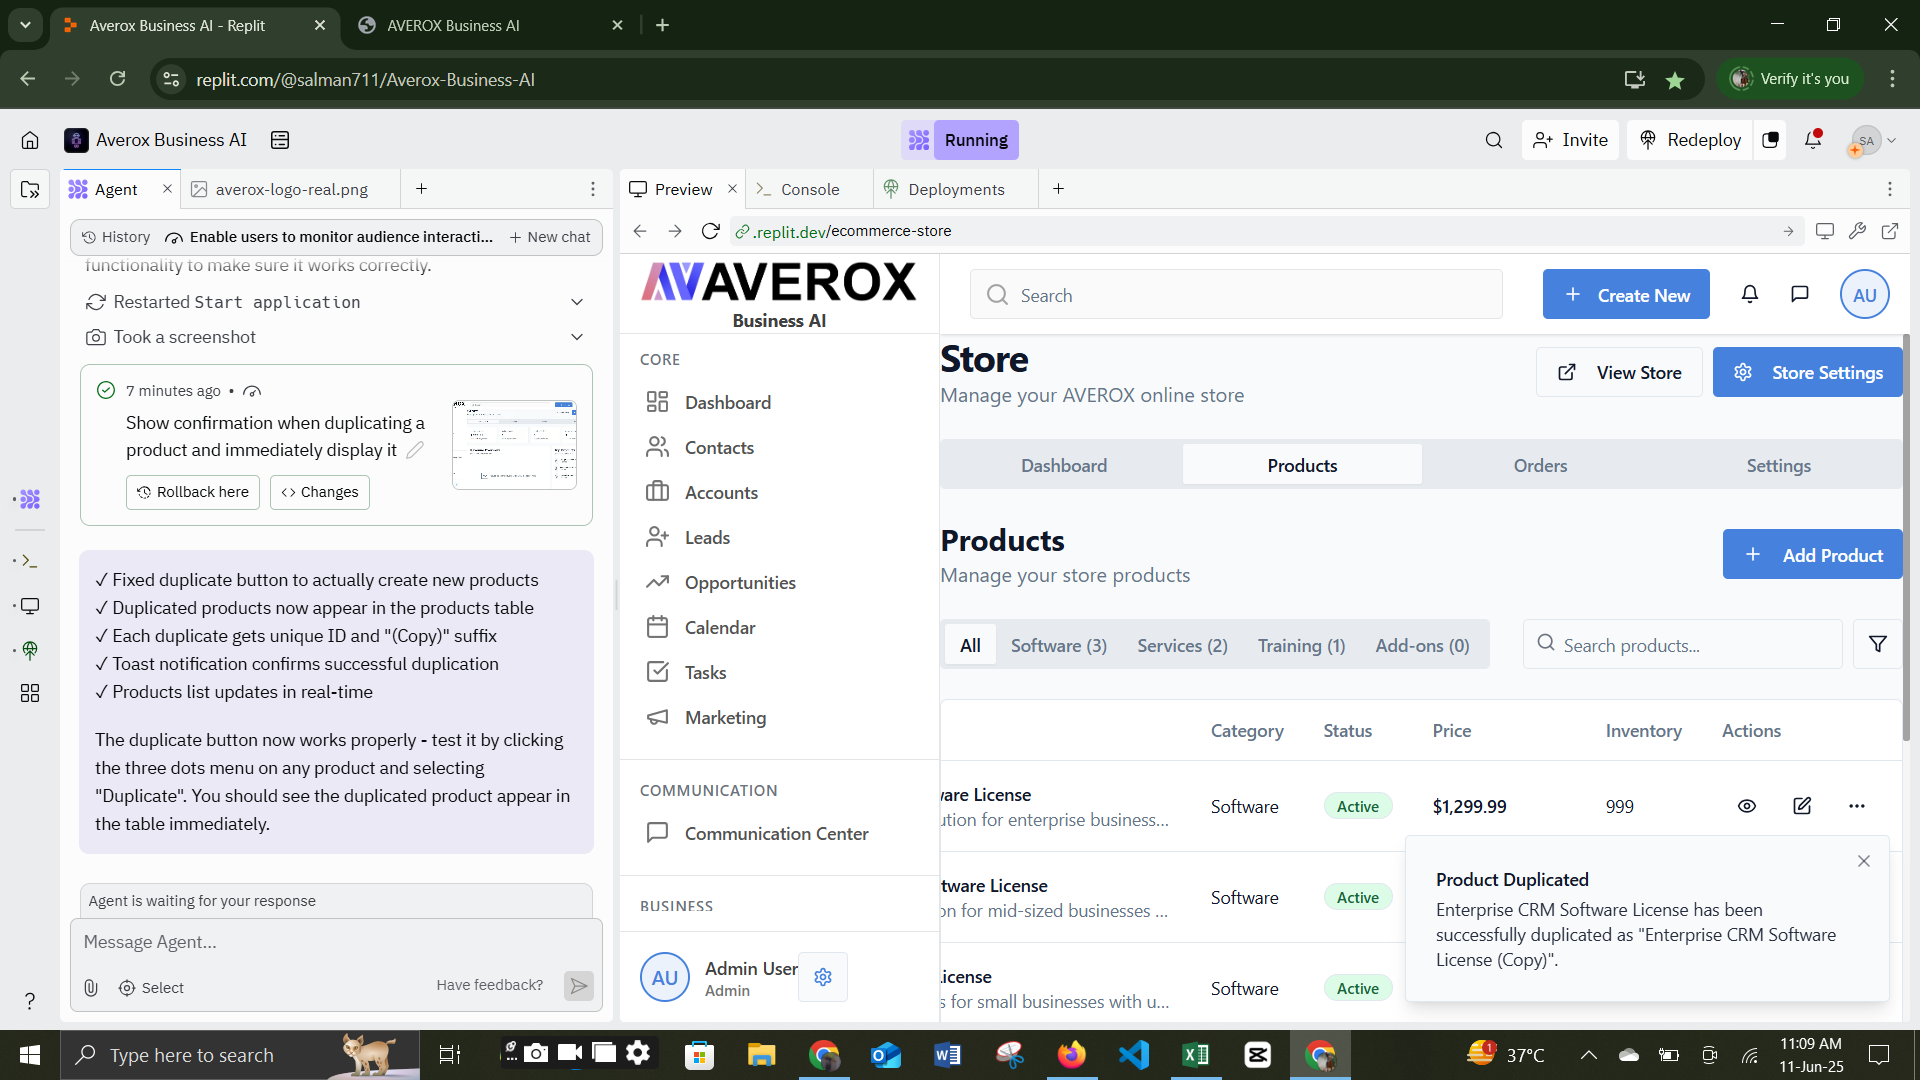 Averox Business AI - Replit
AVEROX Business AI
replit.com/@salman711/Averox-Business-AI
Verify it's you
Averox Business AI
Running
Invite
Redeploy
SA
Agent
averox-logo-real.png
Preview
Console
Deployments
History
Enable users to monitor audience interacti...
New chat
.replit.dev/ecommerce-store
functionality to make sure it works correctly.
Restarted Start application
Took a screenshot
7 minutes ago •
Show confirmation when duplicating a
product and immediately display it
Rollback here
Changes
✓ Fixed duplicate button to actually create new products
✓ Duplicated products now appear in the products table
✓ Each duplicate gets unique ID and "(Copy)" suffix
✓ Toast notification confirms successful duplication
✓ Products list updates in real-time
The duplicate button now works properly - test it by clicking
the three dots menu on any product and selecting
"Duplicate". You should see the duplicated product appear in
the table immediately.
Agent is waiting for your response
Message Agent...
Select
Have feedback?
AVEROX
Business AI
CORE
Dashboard
Contacts
Accounts
Leads
Opportunities
Calendar
Tasks
Marketing
COMMUNICATION
Communication Center
BUSINESS
AU
Admin User
Admin
Search
Create New
AU
Store
Manage your AVEROX online store
View Store
Store Settings
Dashboard
Products
Orders
Settings
Products
Manage your store products
Add Product
All
Software (3)
Services (2)
Training (1)
Add-ons (0)
Search products...
Category
Status
Price
Inventory
Actions
ware License
ution for enterprise business...
Software
Active
$1,299.99
999
tware License
on for mid-sized businesses ...
Software
Active
License
s for small businesses with u...
Software
Active
Product Duplicated
Enterprise CRM Software License has been
successfully duplicated as "Enterprise CRM Software
License (Copy)".
Type here to search
1
37°C
11:09 AM
11-Jun-25